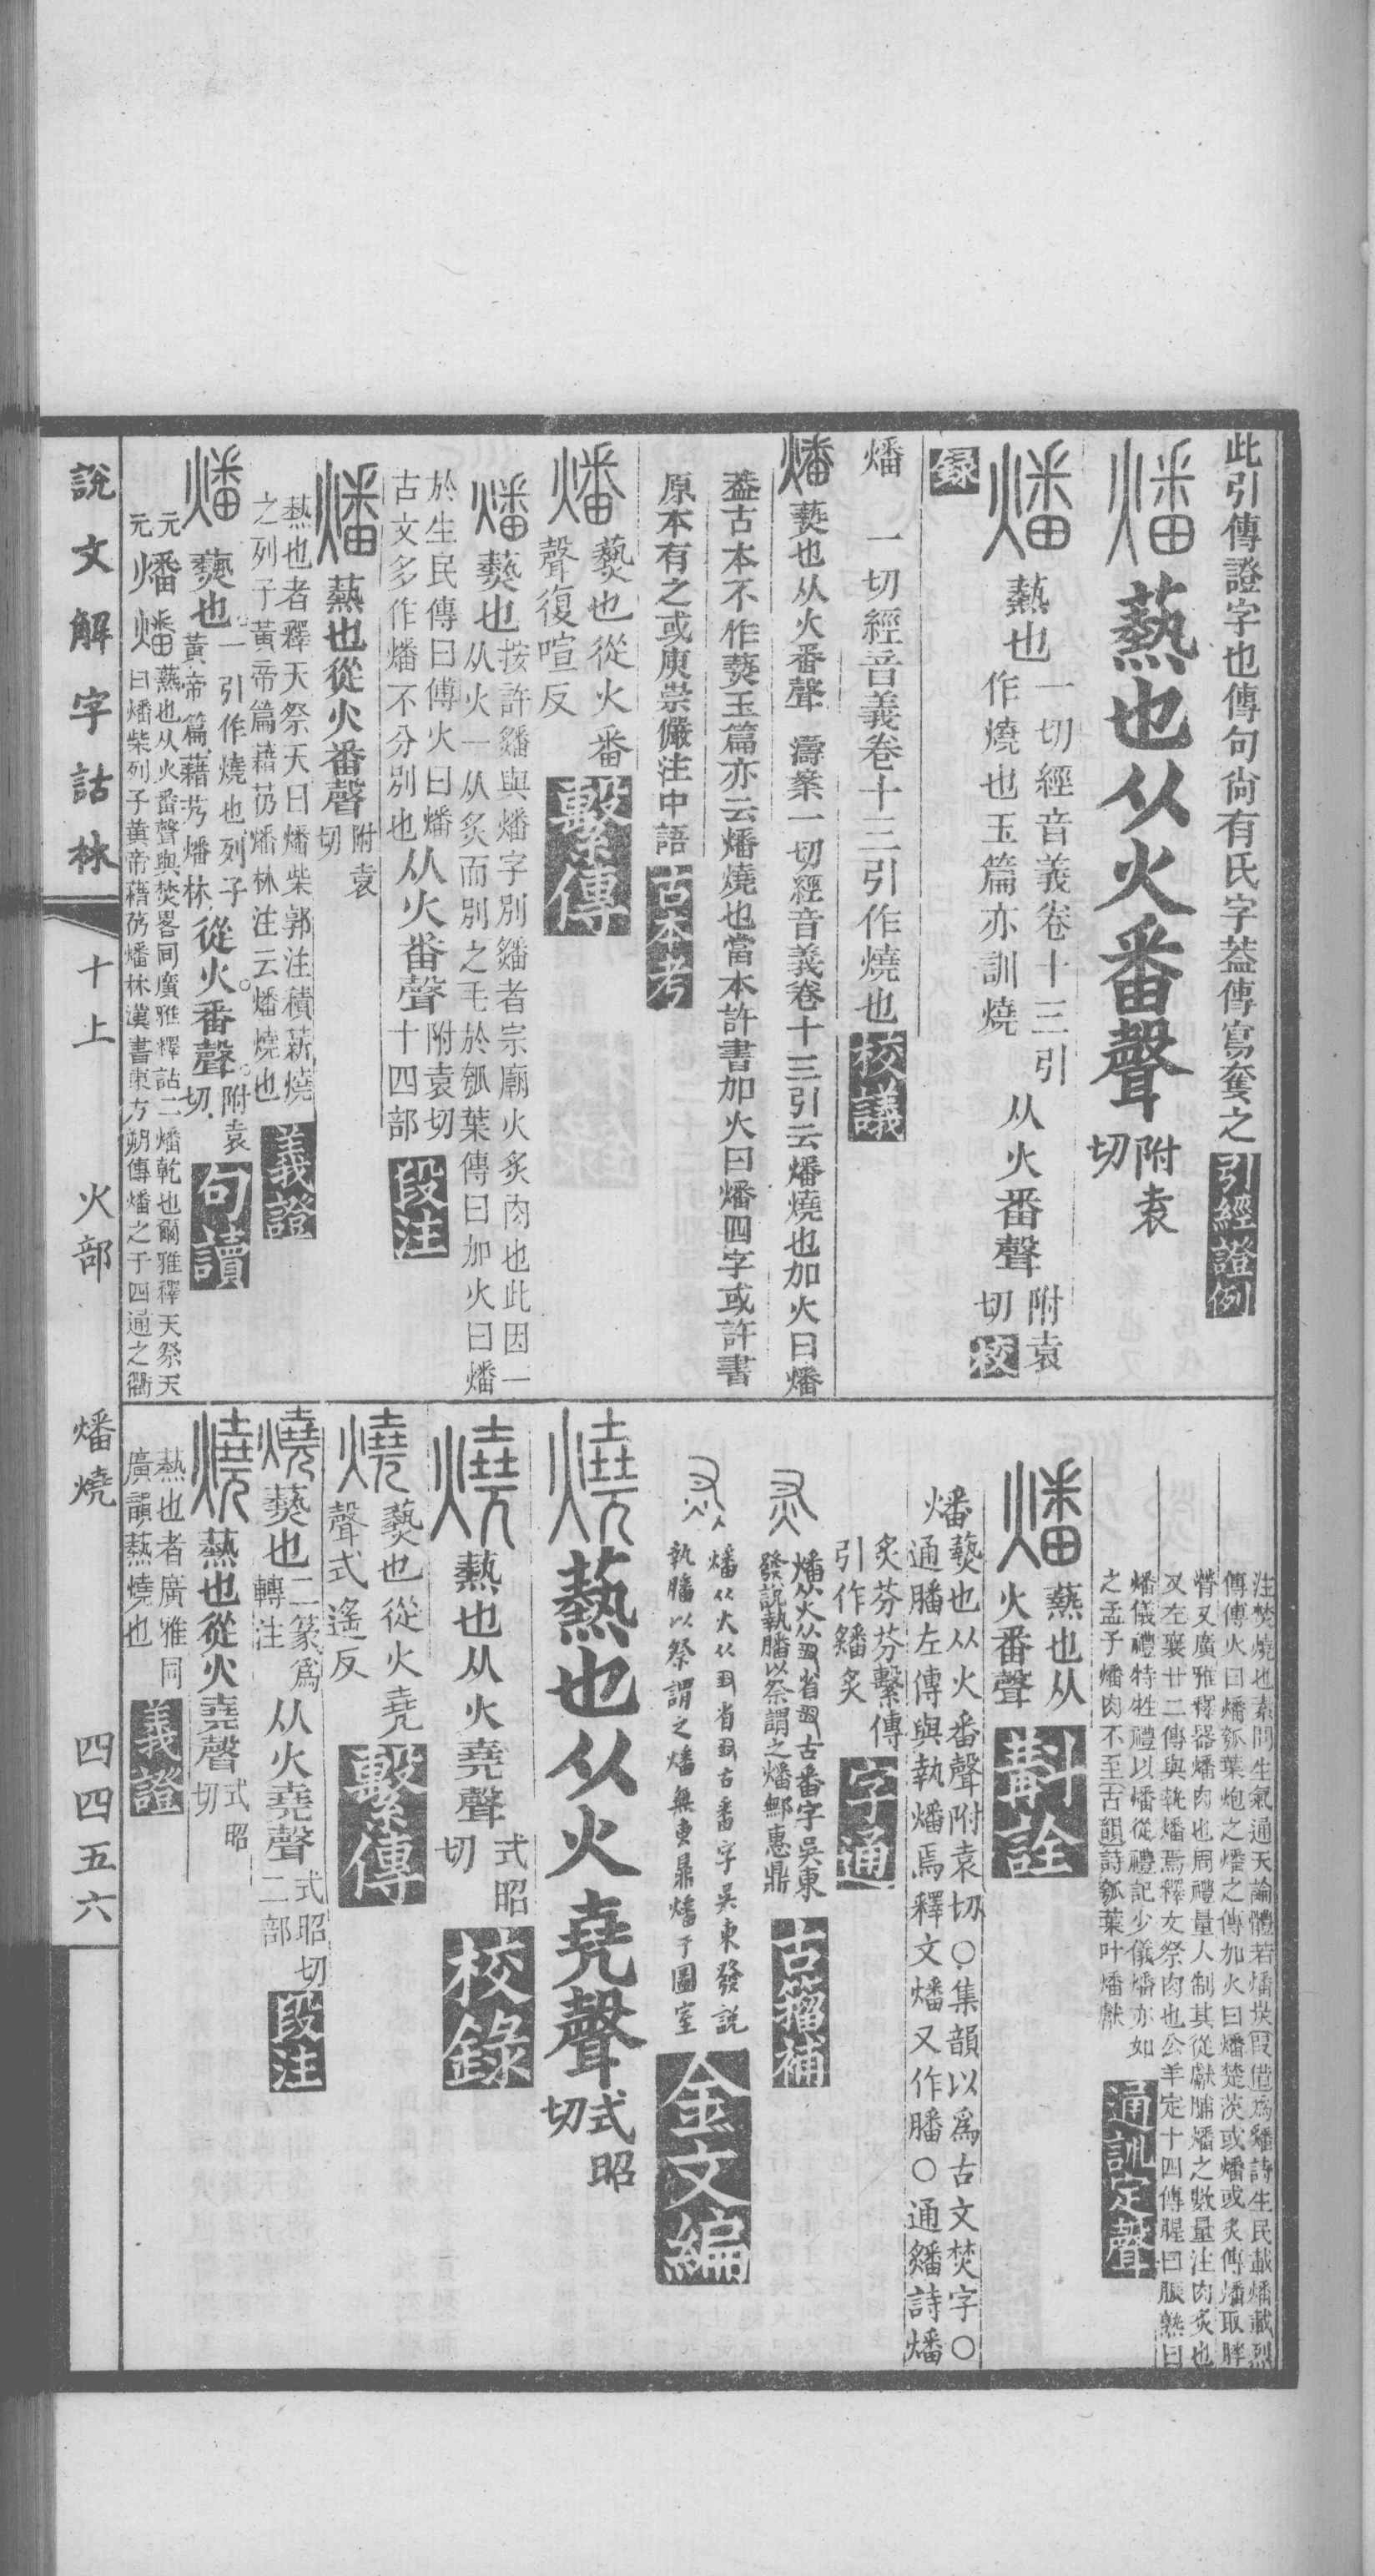 此引傳證字也傳句尙有氏字葢傳寫奪之引經證例
燔爇也从火番聲附袁切
燔爇也一切經音義卷十三引作燒也玉篇亦訓燒从火番聲附袁切校
錄
燔 一切經音義卷十三引作燒也校議
燔爇也从火番聲 濤案一切經音義卷十三引云燔燒也加火曰燔
葢古本不作爇玉篇亦云燔燒也當本許書加火曰燔四字或許書
原本有之或庾崇儼注中語古本考
燔爇也從火番聲復喧反繫傳
燔爇也按許䊩與燔字別䊩者宗廟火炙肉也此因一从火一从炙而別之毛於瓠葉傳曰加火曰燔
於生民傳曰傅火曰燔古文多作燔不分別也从火番聲附袁切十四部段注
燔爇也從火番聲附袁切
爇也者釋天祭天曰燔柴郭注積薪燒之列子黃帝篇藉芿燔林注云燔燒也義證
燔爇也一引作燒也列子黃帝篇藉艿燔林從火番聲附袁切句讀
元元燔 燔爇也从火番聲與焚畧同廣雅釋詁二燔乾也爾雅釋天祭天曰燔柴列子黃帝藉芿燔林漢書東方朔傳燔之于四通之衢
注焚燒也素問生氣通天論體若燔炭叚借爲䊩詩生民載燔載烈傳傅火曰燔瓠葉炮之燔之傳加火曰燔楚茨或燔或炙傳燔取膟
膋又廣雅釋器燔肉也周禮量人制其從獻脯燔之數量注肉炙也又左襄廿二傳與執燔焉釋文祭肉也公羊定十四傳腥曰脤熟曰
燔儀禮特牲禮以燔從禮記少儀燔亦如之孟子燔肉不至古韻詩瓠葉叶燔獻通訓定聲
燔爇也从火番聲斠詮
燔爇也从火番聲附袁切○集韻以爲古文焚字○通膰左傳與執燔焉釋文燔又作膰○通䊩詩燔
炙芬芬繫傳引作䊩炙字通
燔从火从𠬢省𠬢古番字吳東發說執膰以祭謂之燔鄦惠鼎古籀補
燔从火从𠬢省𠬢古番字吳東發說執膰以祭謂之燔無叀鼎燔于圖室金文編
燒爇也从火堯聲式昭切
燒爇也从火堯聲式昭切校錄
燒爇也從火堯聲式遙反繫傳
燒爇也二篆爲轉注从火堯聲式昭切二部段注
燒爇也從火堯聲式昭切
爇也者廣雅同廣韻爇燒也義證
說文解字詁林 十上 火部 燔燒 四四五六